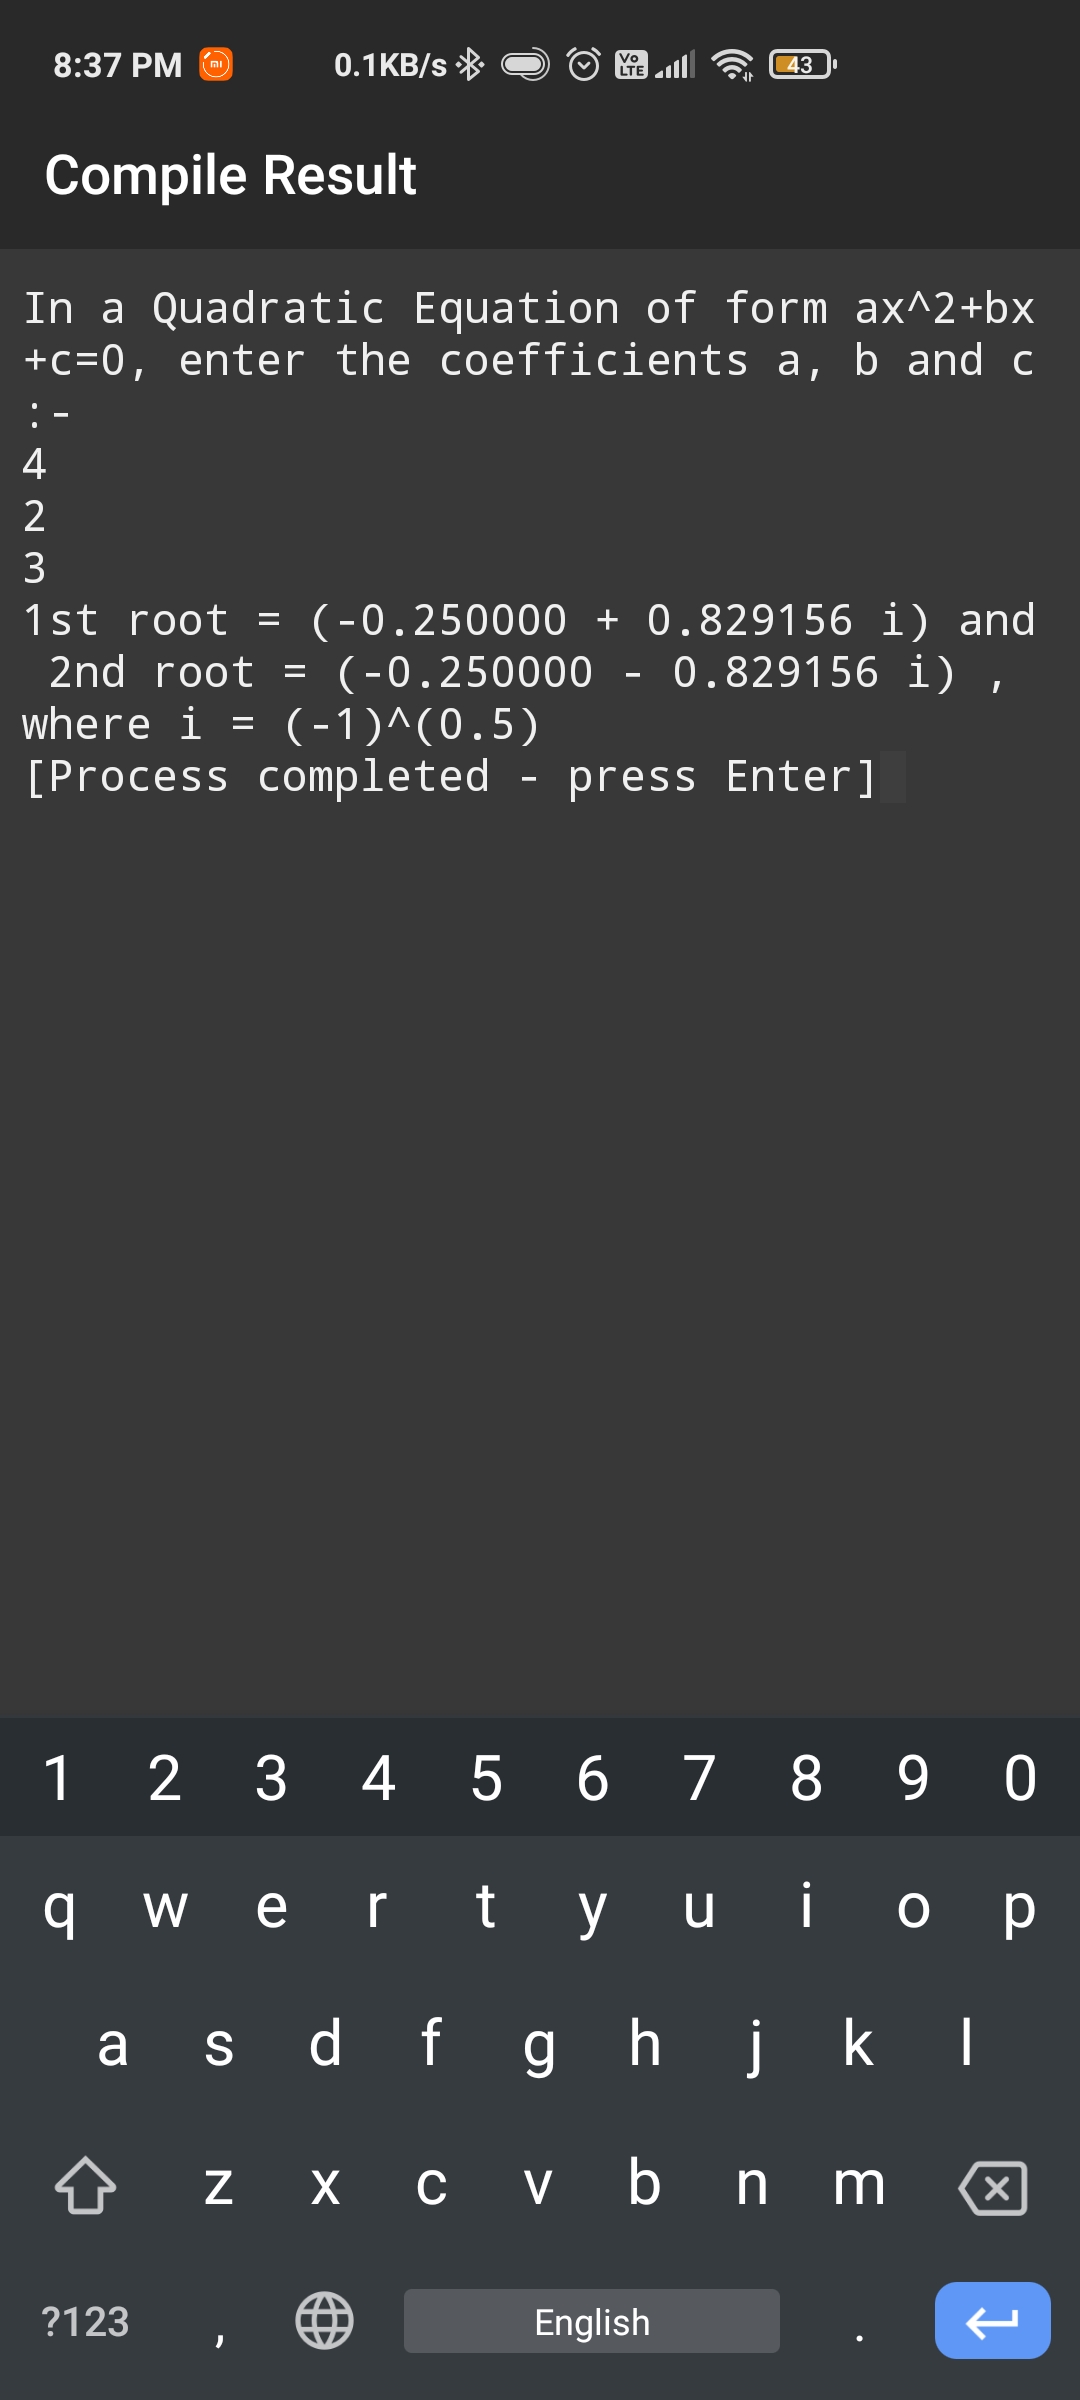 8:37 PM 0.1KB/s Vo LTE 43
Compile Result
In a Quadratic Equation of form ax^2+bx
+c=0, enter the coefficients a, b and c
:-
4
2
3
1st root = (-0.250000 + 0.829156 i) and
2nd root = (-0.250000 - 0.829156 i) ,
where i = (-1)^(0.5)
[Process completed - press Enter]
1 2 3 4 5 6 7 8 9 0
q w e r t y u i o p
a s d f g h j k l
z x c v b n m
?123 , English .